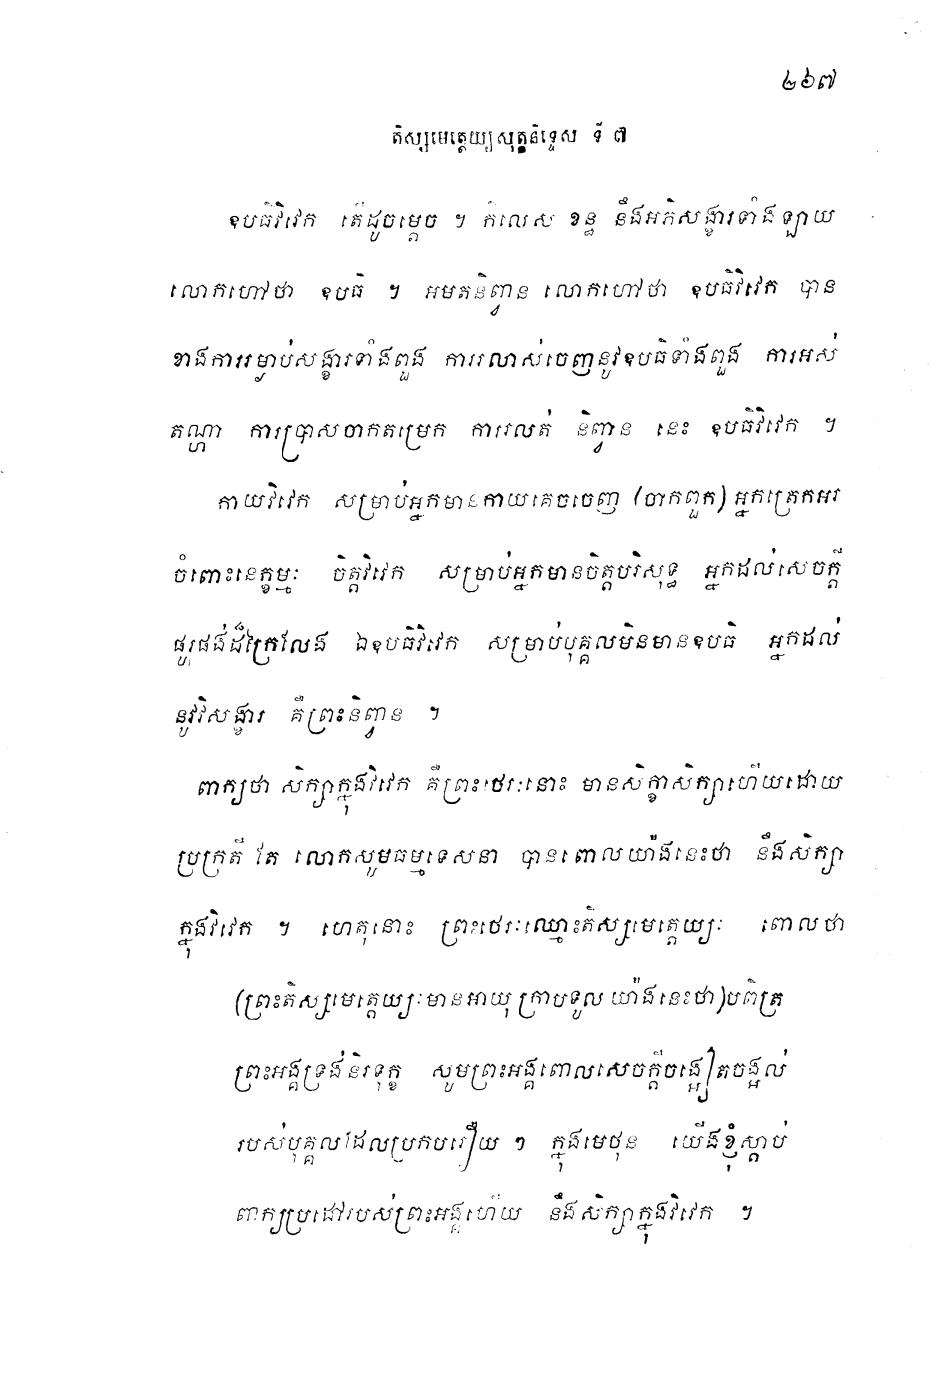 ២៦៧
តិស្សមេត្តេយ្យសុត្តនិទ្ទេស ទី ៧
ឧបធិវិវេក តើដូចម្តេច ។ កិលេស ខន្ធ នឹងអភិសង្ខារទាំងឡាយ
លោកហៅថា ឧបធិ ។ អមតនិព្វាន លោកហៅថា ឧបធិវិវេក បាន
ខាងការរម្ងាប់សង្ខារទាំងពួង ការរលាស់ចេញនូវឧបធិទាំងពួង ការអស់
តណ្ហា ការប្រាសចាកតម្រេក ការរលត់ និព្វាន នេះ ឧបធិវិវេក ។
កាយវិវេក សម្រាប់អ្នកមានកាយគេចចេញ (ចាកពួក) អ្នកត្រេកអរ
ចំពោះនេក្ខម្មៈ ចិត្តវិវេក សម្រាប់អ្នកមានចិត្តបរិសុទ្ធ អ្នកដល់សេចក្តី
ផូរផង់ដ៏ក្រៃលែង ឯឧបធិវិវេក សម្រាប់បុគ្គលមិនមានឧបធិ អ្នកដល់
នូវវិសង្ខារ គឺព្រះនិព្វាន ។
ពាក្យថា សិក្សាក្នុងវិវេក គឺព្រះថេរៈនោះ មានសិក្ខាសិក្សាហើយដោយ
ប្រក្រតី តែ លោកសូមធម្មទេសនា បានពោលយ៉ាងនេះថា នឹងសិក្សា
ក្នុងវិវេក ។ ហេតុនោះ ព្រះថេរៈឈ្មោះតិស្សមេត្តេយ្យៈ ពោលថា
(ព្រះតិស្សមេត្តេយ្យៈមានអាយុ ក្រាបទូល យ៉ាងនេះថា) បពិត្រ
ព្រះអង្គទ្រង់និរទុក្ខ សូមព្រះអង្គពោលសេចក្តីចង្អៀតចង្អល់
របស់បុគ្គលដែលប្រកបរឿយ ៗ ក្នុងមេថុន យើងខ្ញុំស្តាប់
ពាក្យប្រដៅរបស់ព្រះអង្គហើយ នឹងសិក្សាក្នុងវិវេក ។